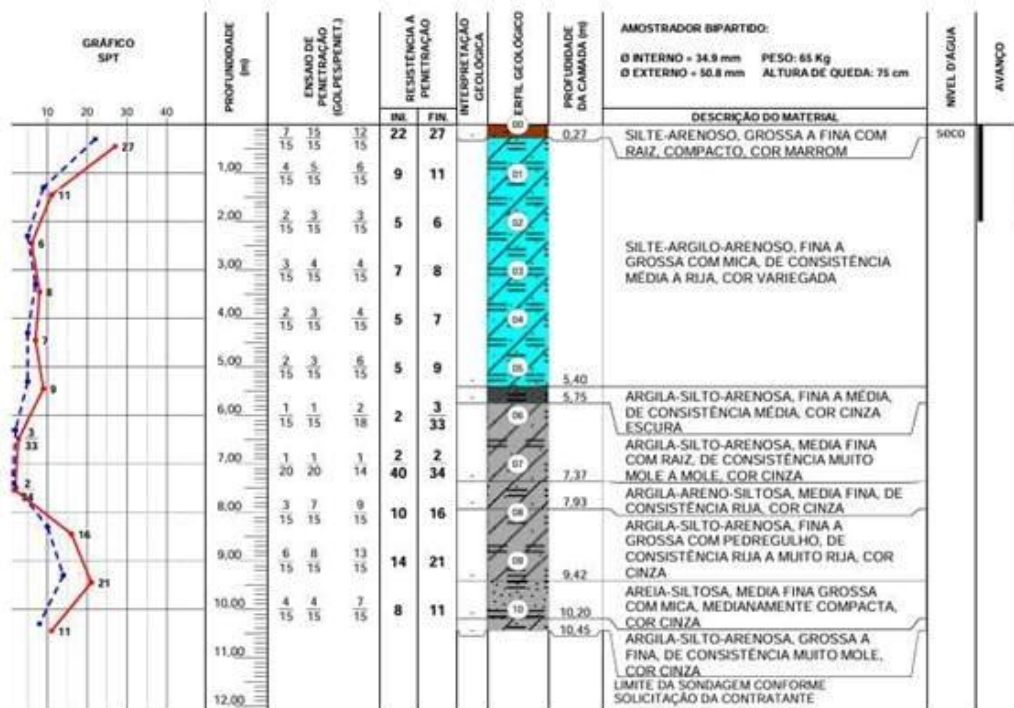 GRÁFICO
SPT
10 20 30 40
PROFUNDIDADE
(m)
ENSAIO DE
PENETRAÇÃO
(GOLPES/PENET.)
RESISTÊNCIA À
PENETRAÇÃO
INI. FIN.
INTERPRETAÇÃO
GEOLÓGICA
ERFIL GEOLÓGICO
PROFUDIDADE
DA CAMADA (m)
AMOSTRADOR BIPARTIDO:
Ø INTERNO = 34.9 mm PESO: 65 Kg
Ø EXTERNO = 50.8 mm ALTURA DE QUEDA: 75 cm
DESCRIÇÃO DO MATERIAL
NÍVEL D'ÁGUA
AVANÇO
27
11
6
8
7
9
3
33
2
34
16
21
11
1,00
2,00
3,00
4,00
5,00
6,00
7,00
8,00
9,00
10,00
11,00
12,00
7 15 12 22 27
15 15 15
4 5 6 9 11
15 15 15
2 3 3 5 6
15 15 15
3 4 4 7 8
15 15 15
2 3 4 5 7
15 15 15
2 3 6 5 9
15 15 15
1 1 2 2 3
15 15 18 33
1 1 1 2 2
20 20 14 40 34
3 7 9 10 16
15 15 15
6 8 13 14 21
15 15 15
4 4 7 8 11
15 15 15
00
01
02
03
04
05
06
07
08
09
10
0,27
5,40
5,75
7,37
7,93
9,42
10,20
10,45
SILTE-ARENOSO, GROSSA A FINA COM
RAIZ, COMPACTO, COR MARROM
SILTE-ARGILO-ARENOSO, FINA A
GROSSA COM MICA, DE CONSISTÊNCIA
MÉDIA A RIJA, COR VARIEGADA
ARGILA-SILTO-ARENOSA, FINA A MÉDIA,
DE CONSISTÊNCIA MÉDIA, COR CINZA
ESCURA
ARGILA-SILTO-ARENOSA, MEDIA FINA
COM RAIZ, DE CONSISTÊNCIA MUITO
MOLE A MOLE, COR CINZA
ARGILA-ARENO-SILTOSA, MEDIA FINA, DE
CONSISTÊNCIA RIJA, COR CINZA
ARGILA-SILTO-ARENOSA, FINA A
GROSSA COM PEDREGULHO, DE
CONSISTÊNCIA RIJA A MUITO RIJA, COR
CINZA
AREIA-SILTOSA, MEDIA FINA GROSSA
COM MICA, MEDIANAMENTE COMPACTA,
COR CINZA
ARGILA-SILTO-ARENOSA, GROSSA A
FINA, DE CONSISTÊNCIA MUITO MOLE,
COR CINZA
LIMITE DA SONDAGEM CONFORME
SOLICITAÇÃO DA CONTRATANTE
SOCO